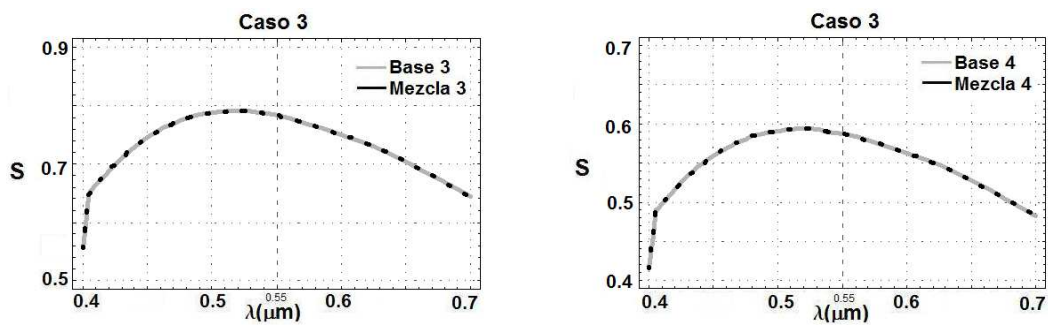 Caso 3
0.9
Base 3
Mezcla 3
0.7
S
0.5
0.4 0.5 0.55 0.6 0.7
λ(μm)
Caso 3
0.7
Base 4
Mezcla 4
0.6
S
0.5
0.4
0.4 0.5 0.55 0.6 0.7
λ(μm)